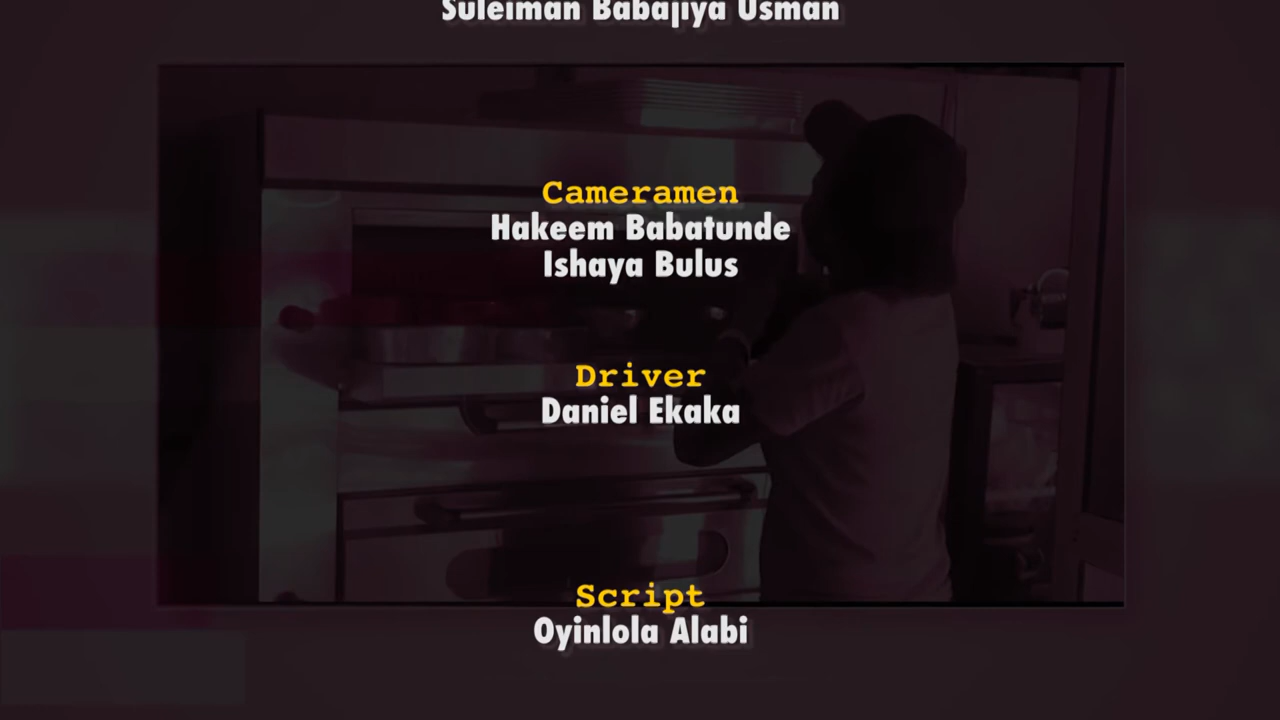 Suleiman Babajiya Usman
Cameramen
Hakeem Babatunde
Ishaya Bulus
Driver
Daniel Ekaka
Script
Oyinlola Alabi